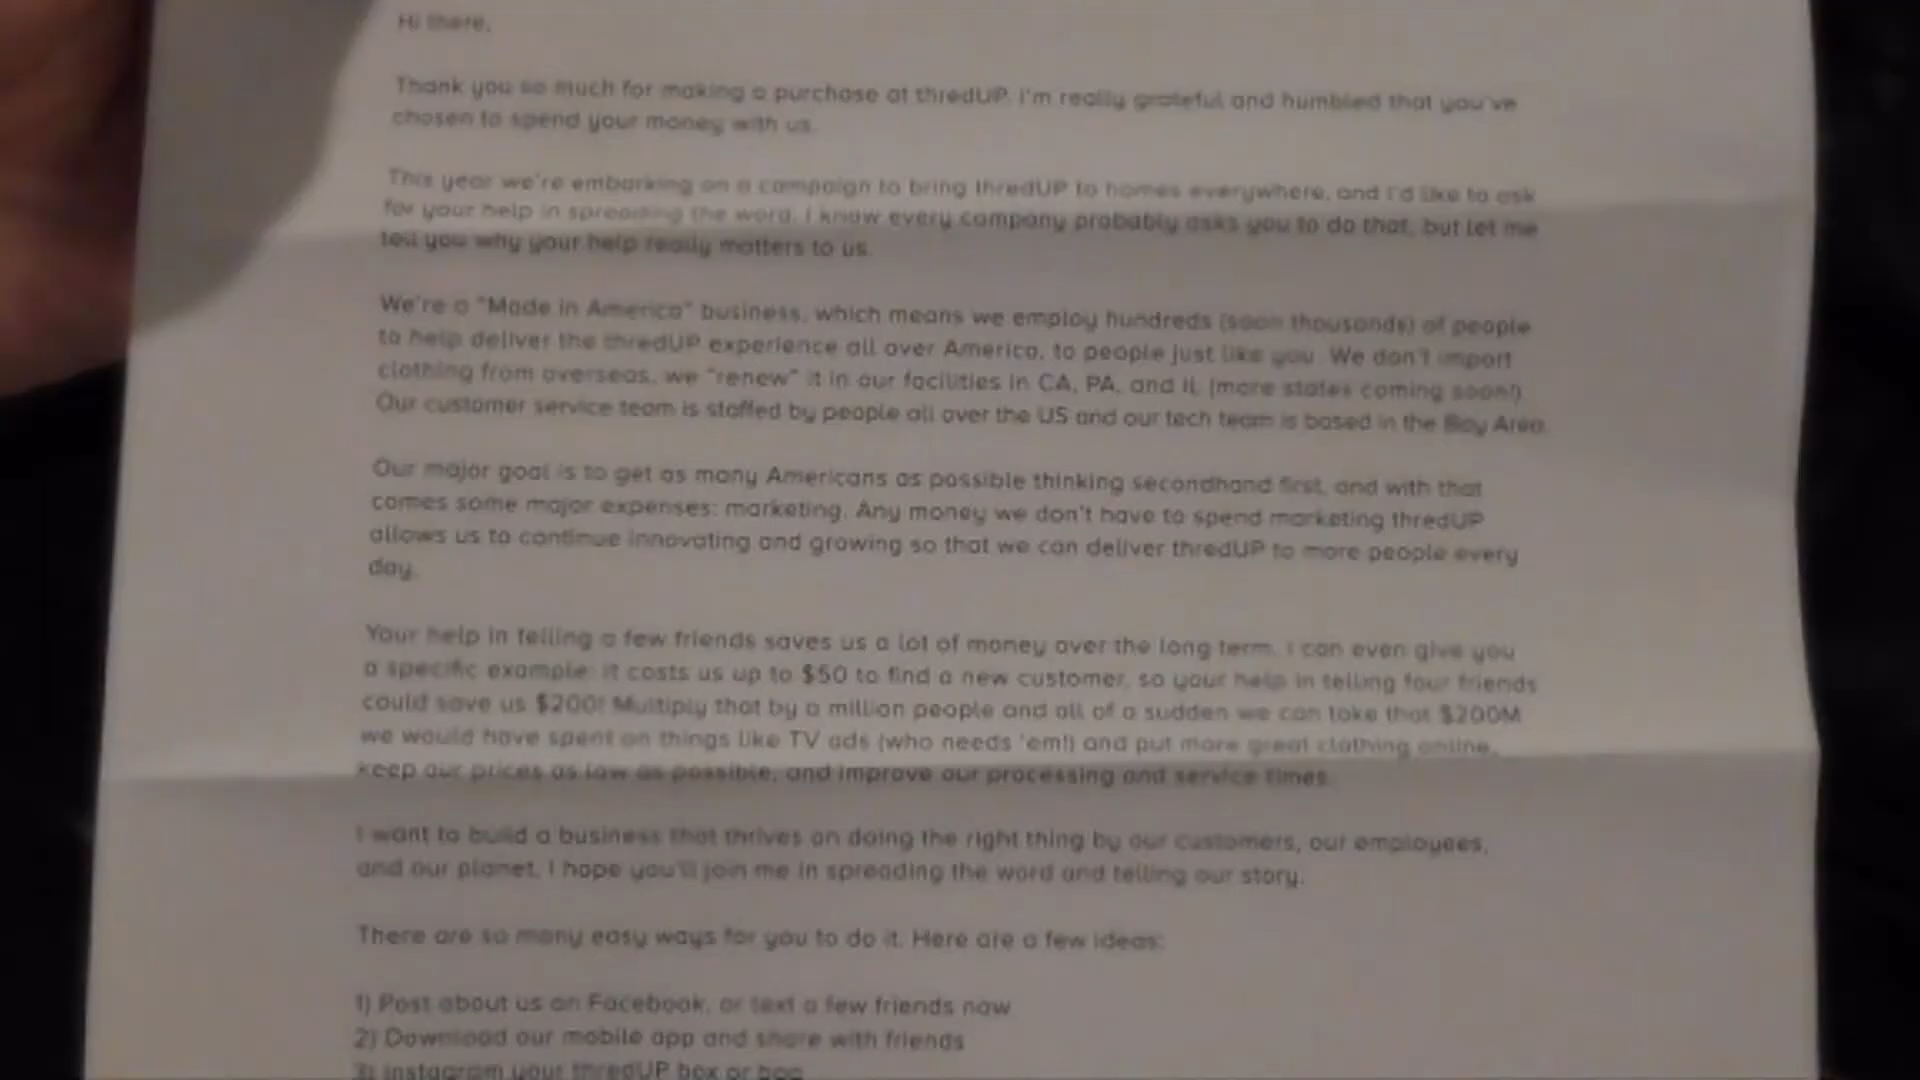 Hi there,
Thank you so much for making a purchase at thredUP. I'm really grateful and humbled that you've
chosen to spend your money with us.
This year we're embarking on a campaign to bring thredUP to homes everywhere, and I'd like to ask
for your help in spreading the word. I know every company probably asks you to do that, but let me
tell you why your help really matters to us.
We're a "Made in America" business, which means we employ hundreds (soon thousands) of people
to help deliver the thredUP experience all over America, to people just like you. We don't import
clothing from overseas, we "renew" it in our facilities in CA, PA, and IL (more states coming soon!).
Our customer service team is staffed by people all over the US and our tech team is based in the Bay Area.
Our major goal is to get as many Americans as possible thinking secondhand first, and with that
comes some major expenses: marketing. Any money we don't have to spend marketing thredUP
allows us to continue innovating and growing so that we can deliver thredUP to more people every
day.
Your help in telling a few friends saves us a lot of money over the long term. I can even give you
a specific example: it costs us up to $50 to find a new customer, so your help in telling four friends
could save us $200! Multiply that by a million people and all of a sudden we can take that $200M
we would have spent on things like TV ads (who needs 'em!) and put more great clothing online,
keep our prices as low as possible, and improve our processing and service times.
I want to build a business that thrives on doing the right thing by our customers, our employees,
and our planet. I hope you'll join me in spreading the word and telling our story.
There are so many easy ways for you to do it. Here are a few ideas:
1) Post about us on Facebook, or text a few friends now
2) Download our mobile app and share with friends
3) Instagram your thredUP box or bag